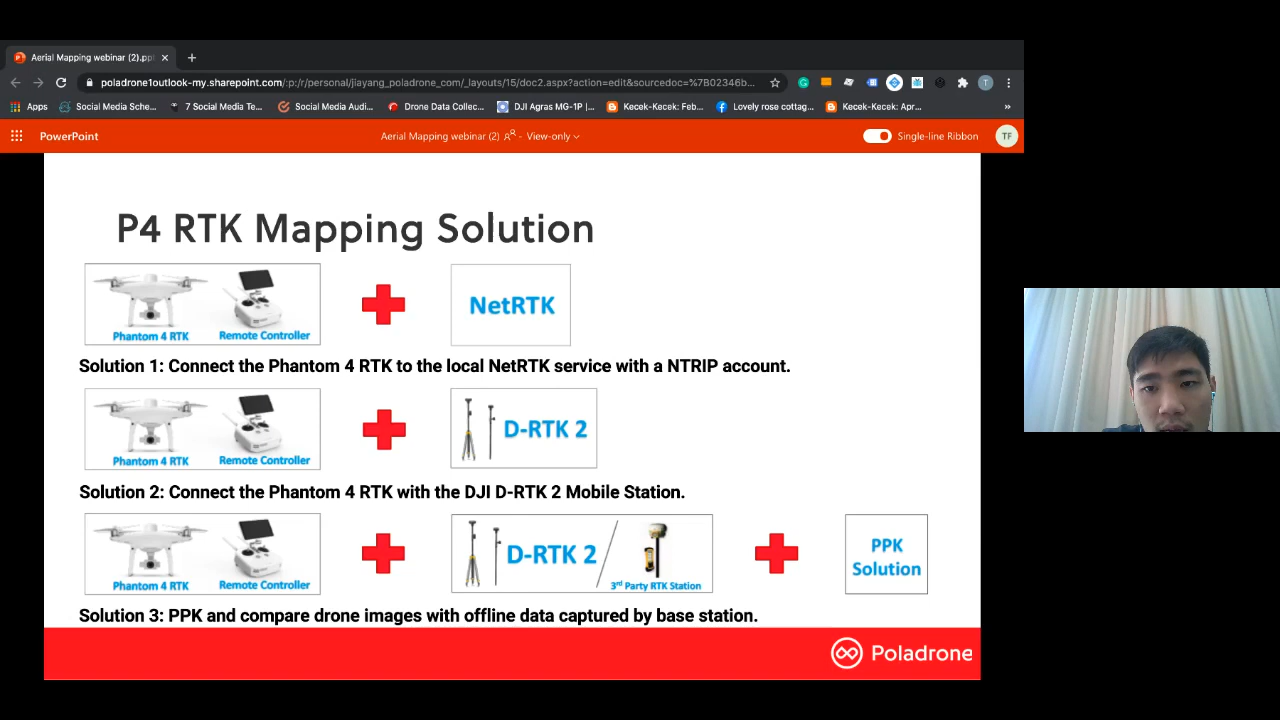 Aerial Mapping webinar (2).pp
poladrone1outlook-my.sharepoint.com/:p:/r/personal/jiayang_poladrone_com/_layouts/15/doc2.aspx?action=edit&sourcedoc=%7B02346b...
Apps Social Media Sche... 7 Social Media Te... Social Media Audi... Drone Data Collec... DJI Agras MG-1P |... Kecek-Kecek: Feb... Lovely rose cottag... Kecek-Kecek: Apr... »
PowerPoint Aerial Mapping webinar (2) - View-only Single-line Ribbon TF
P4 RTK Mapping Solution
Phantom 4 RTK Remote Controller NetRTK
Solution 1: Connect the Phantom 4 RTK to the local NetRTK service with a NTRIP account.
Phantom 4 RTK Remote Controller D-RTK 2
Solution 2: Connect the Phantom 4 RTK with the DJI D-RTK 2 Mobile Station.
Phantom 4 RTK Remote Controller D-RTK 2 3rd Party RTK Station PPK Solution
Solution 3: PPK and compare drone images with offline data captured by base station.
Poladrone